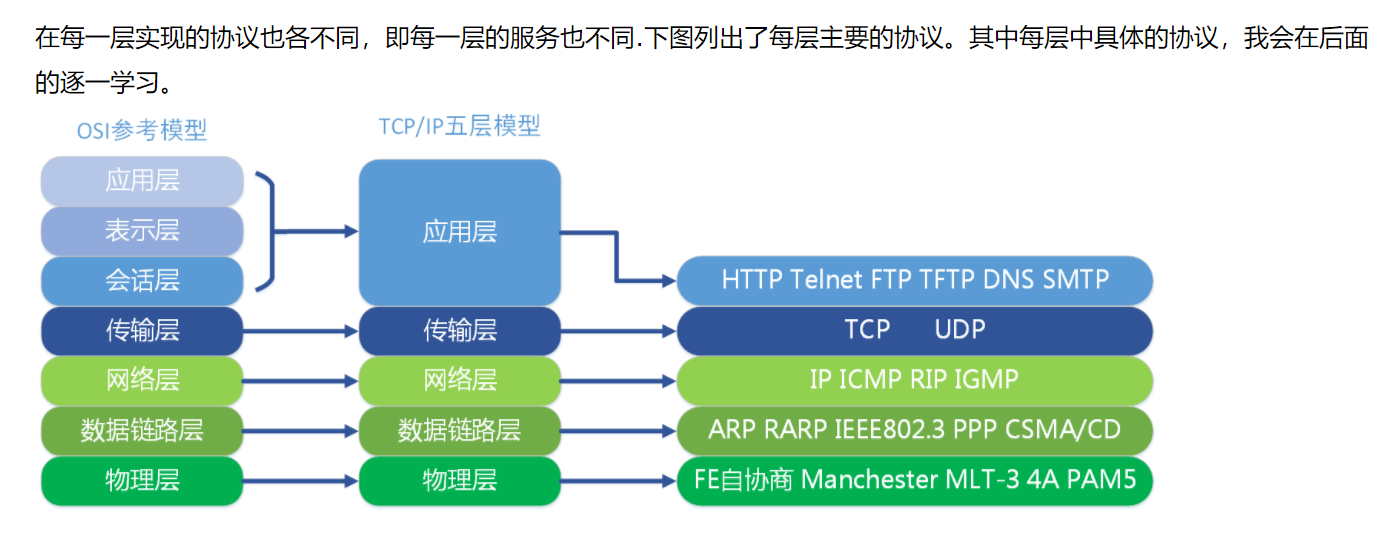 在每一层实现的协议也各不同，即每一层的服务也不同.下图列出了每层主要的协议。其中每层中具体的协议，我会在后面
的逐一学习。
OSI参考模型
TCP/IP五层模型
应用层
表示层
会话层
应用层
HTTP Telnet FTP TFTP DNS SMTP
传输层
传输层
TCP UDP
网络层
网络层
IP ICMP RIP IGMP
数据链路层
数据链路层
ARP RARP IEEE802.3 PPP CSMA/CD
物理层
物理层
FE自协商 Manchester MLT-3 4A PAM5